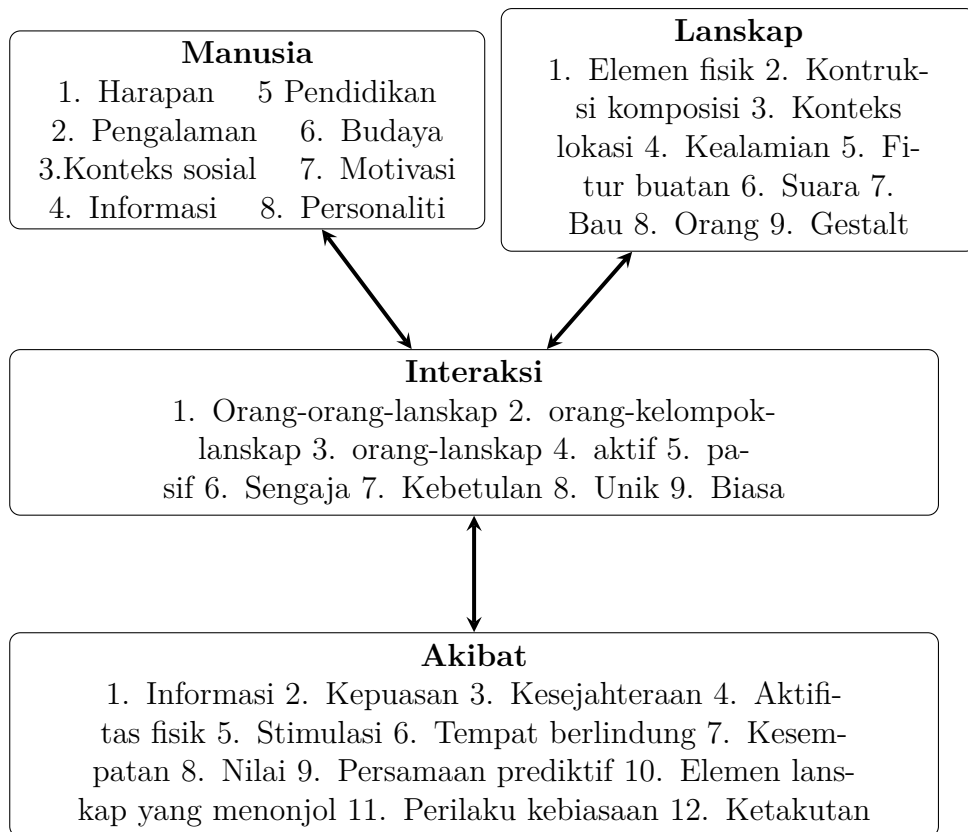 Manusia
1. Harapan 5 Pendidikan
2. Pengalaman 6. Budaya
3.Konteks sosial 7. Motivasi
4. Informasi 8. Personaliti
Lanskap
1. Elemen fisik 2. Kontruk-
si komposisi 3. Konteks
lokasi 4. Kealamian 5. Fi-
tur buatan 6. Suara 7.
Bau 8. Orang 9. Gestalt
Interaksi
1. Orang-orang-lanskap 2. orang-kelompok-
lanskap 3. orang-lanskap 4. aktif 5. pa-
sif 6. Sengaja 7. Kebetulan 8. Unik 9. Biasa
Akibat
1. Informasi 2. Kepuasan 3. Kesejahteraan 4. Aktifi-
tas fisik 5. Stimulasi 6. Tempat berlindung 7. Kesem-
patan 8. Nilai 9. Persamaan prediktif 10. Elemen lans-
kap yang menonjol 11. Perilaku kebiasaan 12. Ketakutan